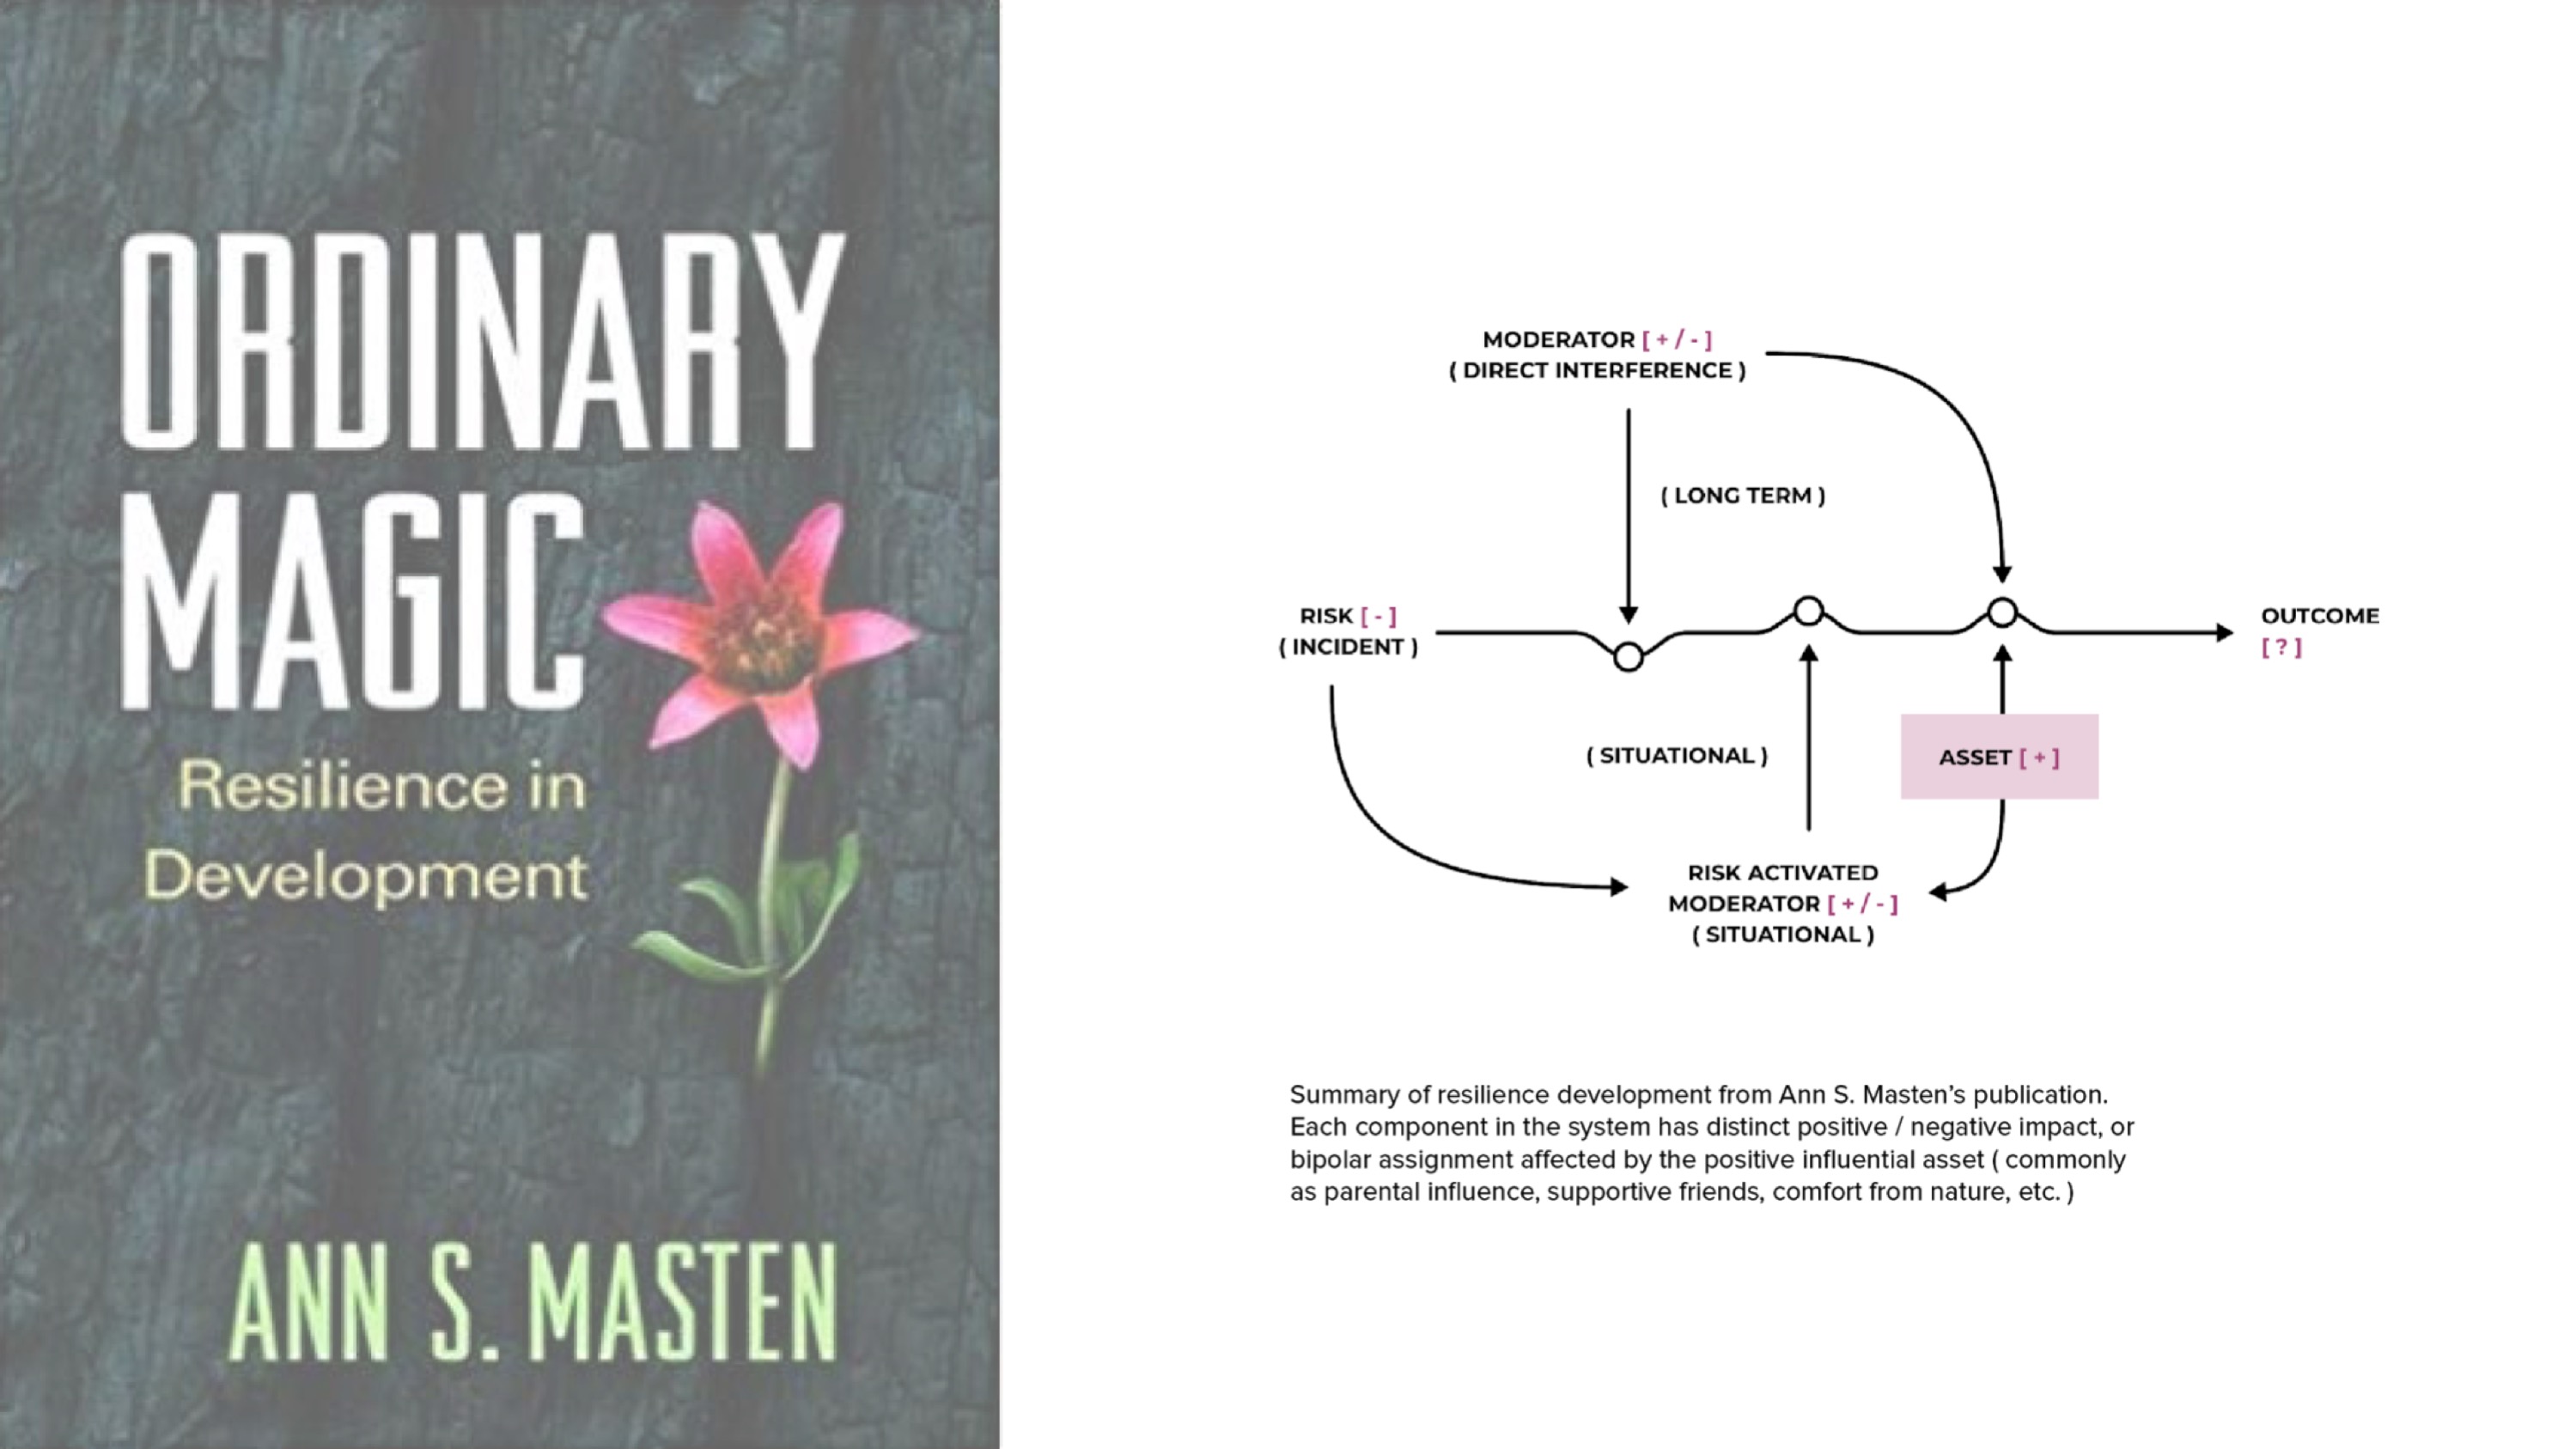 ORDINARY
MAGIC
Resilience in
Development
ANN S. MASTEN
MODERATOR [ + / - ]
( DIRECT INTERFERENCE )
( LONG TERM )
RISK [ - ]
( INCIDENT )
OUTCOME
[ ? ]
( SITUATIONAL )
ASSET [ + ]
RISK ACTIVATED
MODERATOR [ + / - ]
( SITUATIONAL )
Summary of resilience development from Ann S. Masten’s publication.
Each component in the system has distinct positive / negative impact, or
bipolar assignment affected by the positive influential asset ( commonly
as parental influence, supportive friends, comfort from nature, etc. )